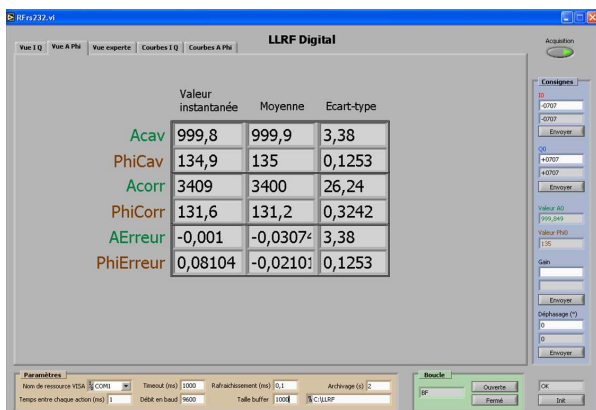 RFrs232.vi
LLRF Digital
Acquisition
Vue I Q Vue A Phi Vue experte Courbes I Q Courbes A Phi
Valeur instantanée Moyenne Ecart-type
Acav 999,8 999,9 3,38
PhiCav 134,9 135 0,1253
Acorr 3409 3400 26,24
PhiCorr 131,6 131,2 0,3242
AErreur -0,001 -0,03074 3,38
PhiErreur 0,08104 -0,02101 0,1253
Consignes
I0
-0707
-0707
Envoyer
Q0
+0707
+0707
Envoyer
Valeur A0
999,849
Valeur Phi0
135
Gain
Envoyer
Déphasage (°)
0
0
Envoyer
Paramètres
Nom de ressource VISA COM1 Timeout (ms) 1000 Rafraichissement (ms) 0,1 Archivage (s) 2
Temps entre chaque action (ms) 1 Débit en baud 9600 Taille buffer 1000 C:\LLRF
Boucle
BF
Ouverte
Fermé
OK
Init